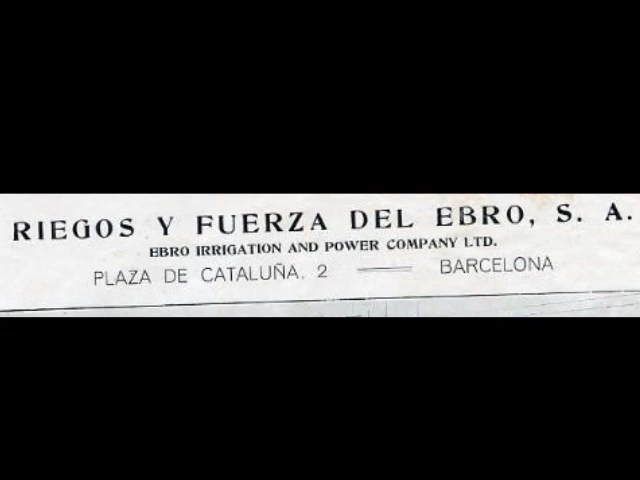 RIEGOS Y FUERZA DEL EBRO, S. A.
EBRO IRRIGATION AND POWER COMPANY LTD.
PLAZA DE CATALUÑA, 2 —— BARCELONA